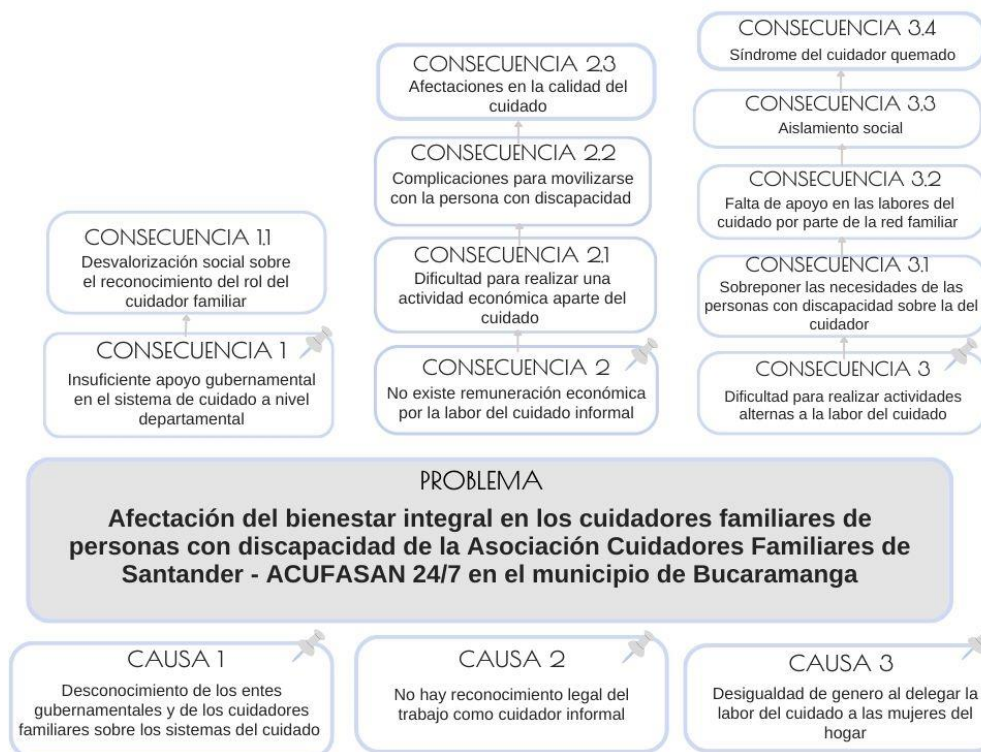 CONSECUENCIA 3.4
Síndrome del cuidador quemado
CONSECUENCIA 3.3
Aislamiento social
CONSECUENCIA 3.2
Falta de apoyo en las labores del
cuidado por parte de la red familiar
CONSECUENCIA 3.1
Sobreponer las necesidades de las
personas con discapacidad sobre la del
cuidador
CONSECUENCIA 3
Dificultad para realizar actividades
alternas a la labor del cuidado
CONSECUENCIA 2.3
Afectaciones en la calidad del
cuidado
CONSECUENCIA 2.2
Complicaciones para movilizarse
con la persona con discapacidad
CONSECUENCIA 2.1
Dificultad para realizar una
actividad económica aparte del
cuidado
CONSECUENCIA 2
No existe remuneración económica
por la labor del cuidado informal
CONSECUENCIA 1.1
Desvalorización social sobre
el reconocimiento del rol del
cuidador familiar
CONSECUENCIA 1
Insuficiente apoyo gubernamental
en el sistema de cuidado a nivel
departamental
PROBLEMA
Afectación del bienestar integral en los cuidadores familiares de
personas con discapacidad de la Asociación Cuidadores Familiares de
Santander - ACUFASAN 24/7 en el municipio de Bucaramanga
CAUSA 1
Desconocimiento de los entes
gubernamentales y de los cuidadores
familiares sobre los sistemas del cuidado
CAUSA 2
No hay reconocimiento legal del
trabajo como cuidador informal
CAUSA 3
Desigualdad de genero al delegar la
labor del cuidado a las mujeres del
hogar